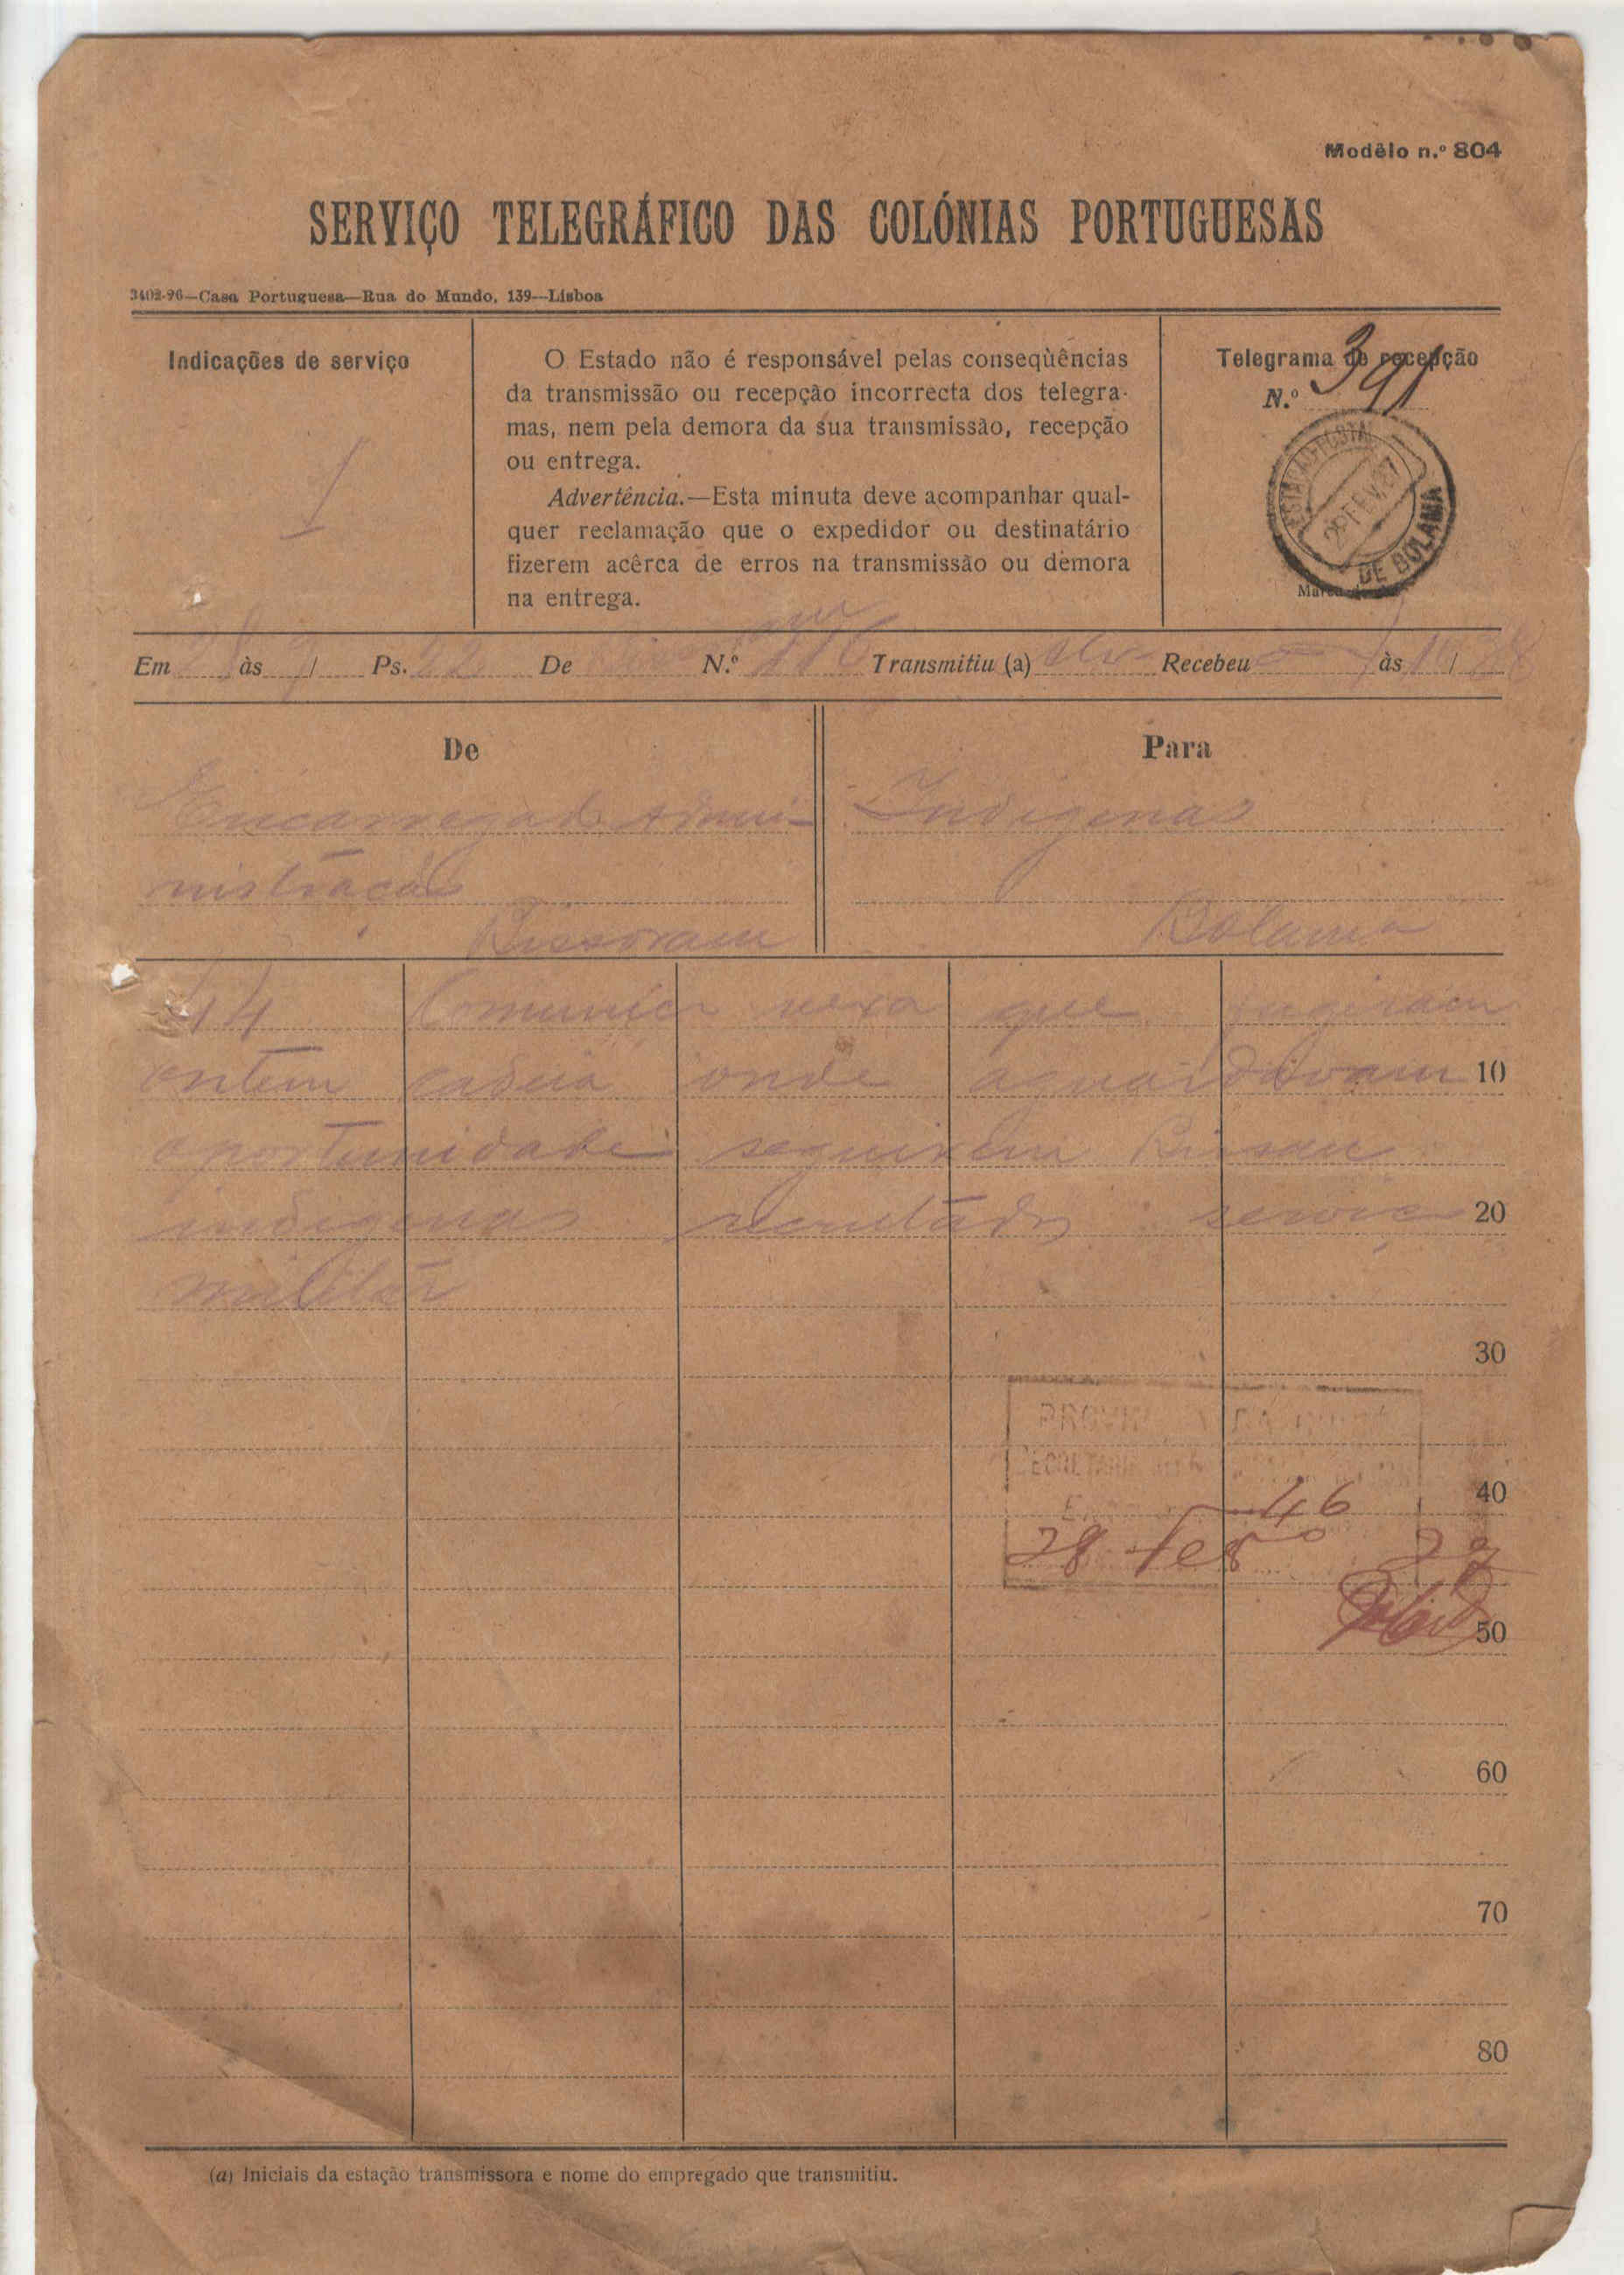 Modêlo n.º 804
SERVIÇO TELEGRÁFICO DAS COLÓNIAS PORTUGUESAS
3402-96—Casa Portuguesa—Rua do Mundo, 139—Lisboa
Indicações de serviço
O Estado não é responsável pelas conseqùências
da transmissão ou recepção incorrecta dos telegra-
mas, nem pela demora da sua transmissão, recepção
ou entrega.
Advertência.—Esta minuta deve acompanhar qual-
quer reclamação que o expedidor ou destinatário
fizerem acêrca de erros na transmissão ou demora
na entrega.
Telegrama de recepção
N.º 391
ESTAÇÃO POSTAL
FEV. 27
DE BOLAMA
Em às / Ps. 22 De N.º Transmitiu (a) Recebeu às /
De
Encarregado Admi-
nistração
Bissoram
Para
Indigenas
Bolama
Comunico vexa que fugiram
ontem cadeia onde aguardavam 10
oportunidade seguirem Bissau
indigenas recrutados serviço 20
militar
30
40
46
28 Fevº 27
50
60
70
80
(a) Iniciais da estação transmissora e nome do empregado que transmitiu.